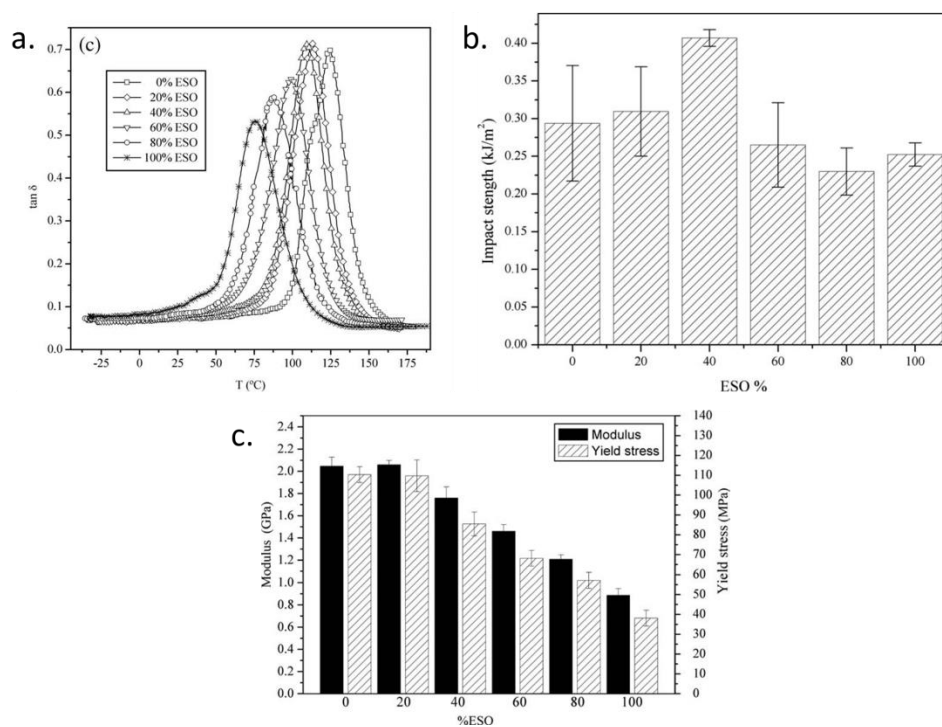 a.
(c)
0% ESO
20% ESO
40% ESO
60% ESO
80% ESO
100% ESO
0.7
0.6
0.5
0.4
0.3
0.2
0.1
0.0
tan δ
-25 0 25 50 75 100 125 150 175
T (ºC)
b.
0.40
0.35
0.30
0.25
0.20
0.15
0.10
0.05
0.00
Impact stength (kJ/m²)
0 20 40 60 80 100
ESO %
c.
Modulus
Yield stress
2.4
2.2
2.0
1.8
1.6
1.4
1.2
1.0
0.8
0.6
0.4
0.2
0.0
Modulus (GPa)
140
130
120
110
100
90
80
70
60
50
40
30
20
10
0
Yield stress (MPa)
0 20 40 60 80 100
%ESO